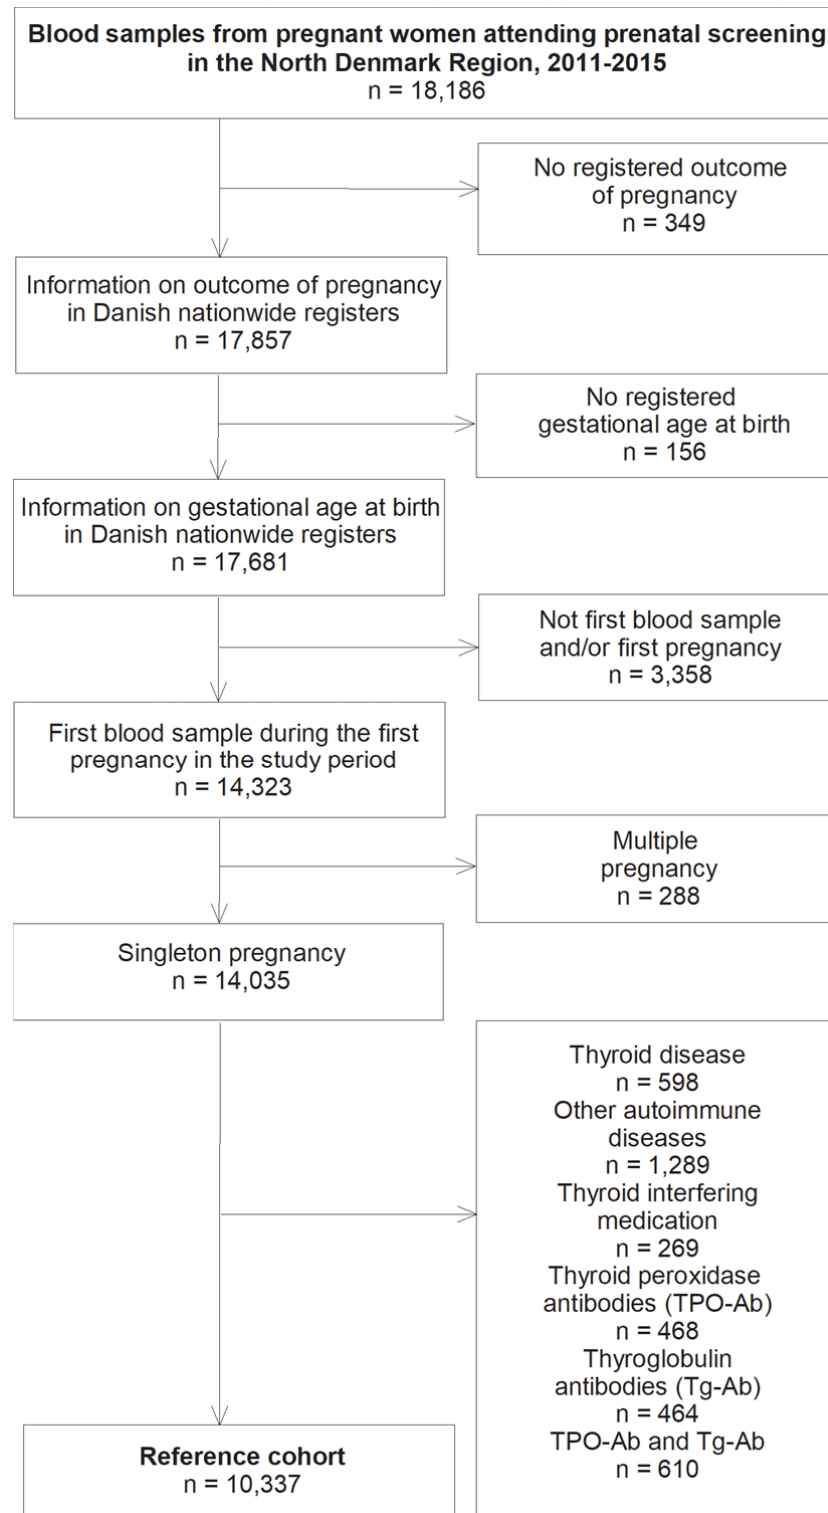 Blood samples from pregnant women attending prenatal screening
in the North Denmark Region, 2011-2015
n = 18,186
No registered outcome
of pregnancy
n = 349
Information on outcome of pregnancy
in Danish nationwide registers
n = 17,857
No registered
gestational age at birth
n = 156
Information on gestational age at birth
in Danish nationwide registers
n = 17,681
Not first blood sample
and/or first pregnancy
n = 3,358
First blood sample during the first
pregnancy in the study period
n = 14,323
Multiple
pregnancy
n = 288
Singleton pregnancy
n = 14,035
Thyroid disease
n = 598
Other autoimmune
diseases
n = 1,289
Thyroid interfering
medication
n = 269
Thyroid peroxidase
antibodies (TPO-Ab)
n = 468
Thyroglobulin
antibodies (Tg-Ab)
n = 464
TPO-Ab and Tg-Ab
n = 610
Reference cohort
n = 10,337